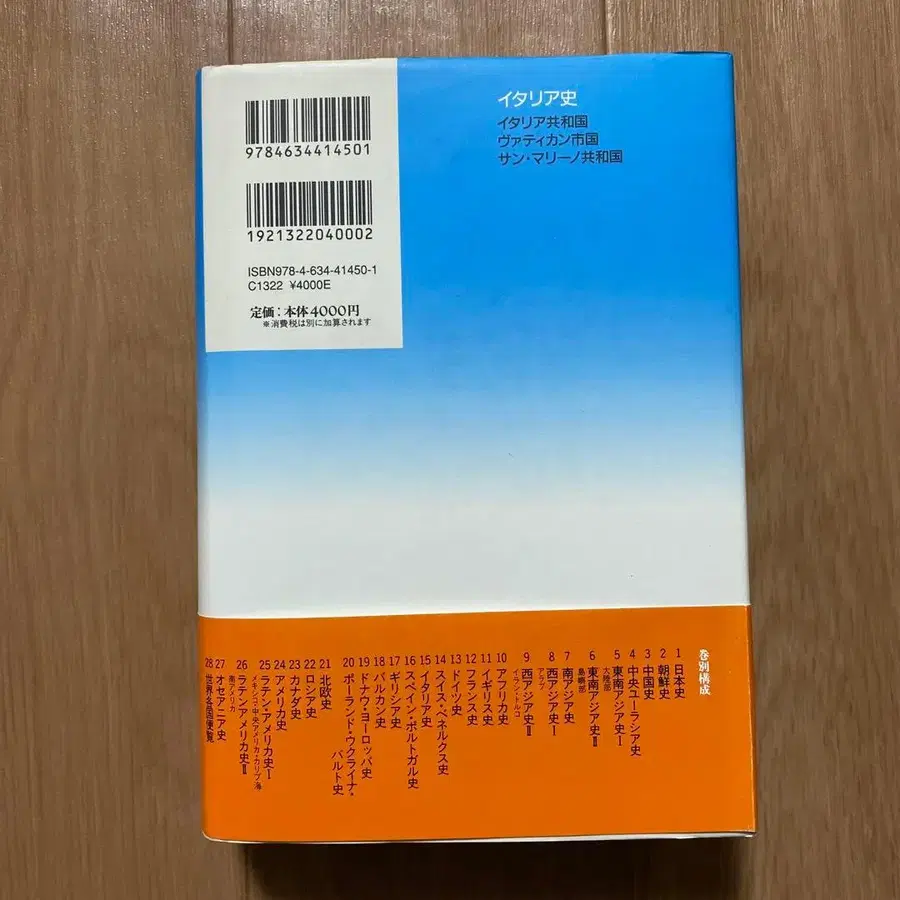 9784634414501
1921322040002
ISBN978-4-634-41450-1
C1322 ¥4000E
定価：本体4000円
※消費税は別に加算されます
イタリア史
イタリア共和国
ヴァティカン市国
サン・マリーノ共和国
巻別構成
1 日本史
2 朝鮮史
3 中国史
4 中央ユーラシア史
5 東南アジア史Ⅰ
大陸部
6 東南アジア史Ⅱ
島嶼部
7 南アジア史
8 西アジア史Ⅰ
アラブ
9 西アジア史Ⅱ
イラン・トルコ
10 アフリカ史
11 イギリス史
12 フランス史
13 ドイツ史
14 スイス・ベネルクス史
15 イタリア史
16 スペイン・ポルトガル史
17 ギリシア史
18 バルカン史
19 ドナウ・ヨーロッパ史
20 ポーランド・ウクライナ・
バルト史
21 北欧史
22 ロシア史
23 カナダ史
24 アメリカ史
25 ラテン・アメリカ史Ⅰ
メキシコ・中央アメリカ・カリブ海
26 ラテンアメリカ史Ⅱ
南アメリカ
27 オセアニア史
28 世界各国便覧